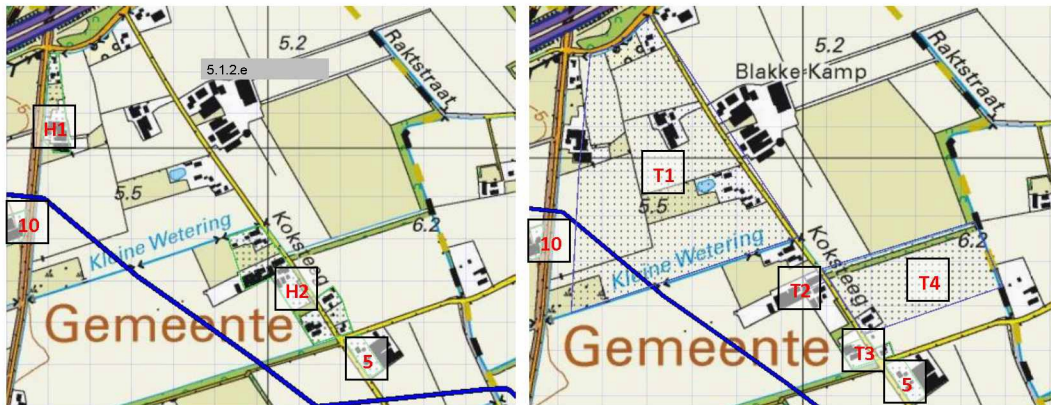 5.2
5.1.2.e
Raktstraat
H1
5.5
10
Kleine Wetering
6.2
Koksteeg
H2
Gemeente
5
5.2
Blakke Kamp
Raktstraat
T1
5.5
10
Kleine Wetering
6.2
Koksteeg
T2
T4
Gemeente
T3
5